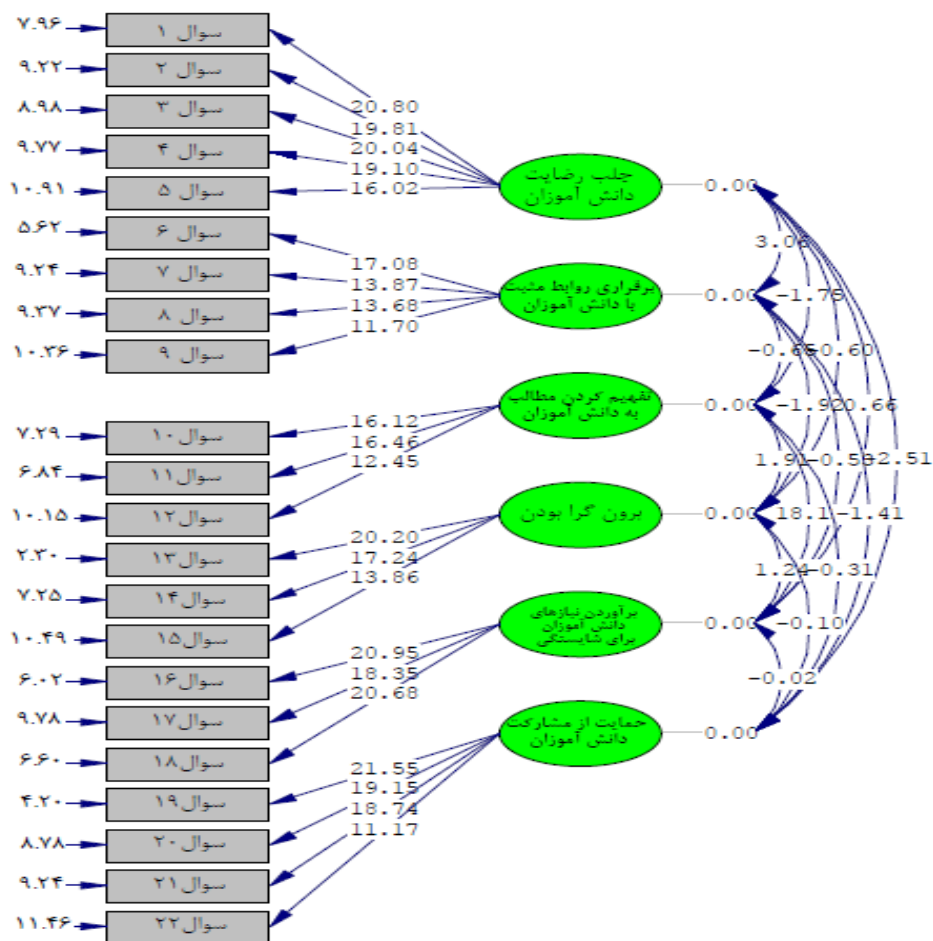 ۷.۹۶
سوال ۱
۹.۲۲
سوال ۲
۸.۹۸
سوال ۳
۹.۷۷
سوال ۴
۱۰.۹۱
سوال ۵
۵.۶۲
سوال ۶
۹.۲۴
سوال ۷
۹.۳۷
سوال ۸
۱۰.۳۶
سوال ۹
۷.۲۹
سوال ۱۰
۶.۸۴
سوال ۱۱
۱۰.۱۵
سوال ۱۲
۲.۳۰
سوال ۱۳
۷.۲۵
سوال ۱۴
۱۰.۴۹
سوال ۱۵
۶.۰۲
سوال ۱۶
۹.۷۸
سوال ۱۷
۶.۶۰
سوال ۱۸
۴.۲۰
سوال ۱۹
۸.۷۸
سوال ۲۰
۹.۲۴
سوال ۲۱
۱۱.۴۶
سوال ۲۲
20.80
19.81
20.04
19.10
16.02
17.08
13.87
13.68
11.70
16.12
16.46
12.45
20.20
17.24
13.86
20.95
18.35
20.68
21.55
19.15
18.74
11.17
جلب رضایت
دانش آموزان
برقراری روابط مثبت
با دانش آموزان
تفهیم کردن مطالب
به دانش آموزان
برون گرا بودن
برآوردن نیازهای
دانش آموزان
برای شایستگی
حمایت از مشارکت
دانش آموزان
0.00
0.00
0.00
0.00
0.00
0.00
-0.60
-1.92
0.66
1.91
18.1
-1.41
1.24
-0.31
-0.10
-0.02